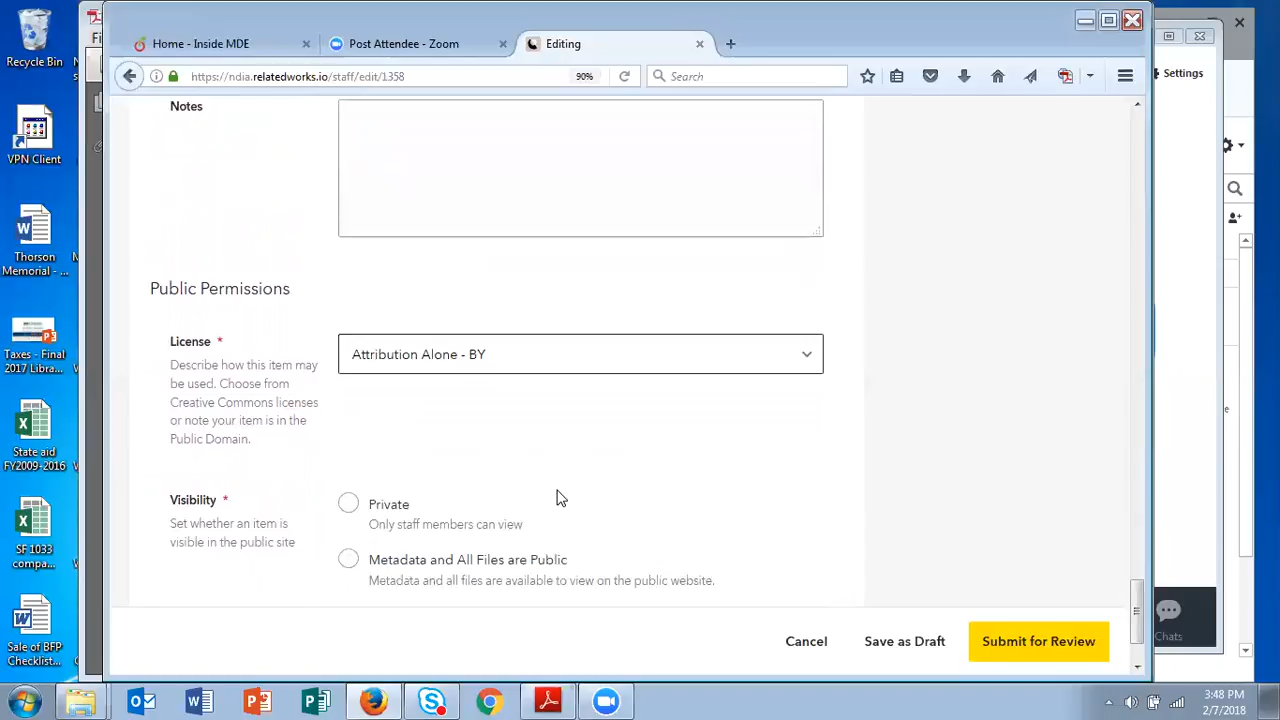 Recycle Bin
VPN Client
Thorson
Memorial - ...
Taxes - Final
2017 Libra...
State aid
FY2009-2016
SF 1033
compa...
Sale of BFP
Checklist...
Home - Inside MDE
Post Attendee - Zoom
Editing
https://ndia.relatedworks.io/staff/edit/1358
90%
Search
Settings
Notes
Public Permissions
License *
Describe how this item may
be used. Choose from
Creative Commons licenses
or note your item is in the
Public Domain.
Attribution Alone - BY
Visibility *
Set whether an item is
visible in the public site
Private
Only staff members can view
Metadata and All Files are Public
Metadata and all files are available to view on the public website.
Cancel
Save as Draft
Submit for Review
Chats
3:48 PM
2/7/2018